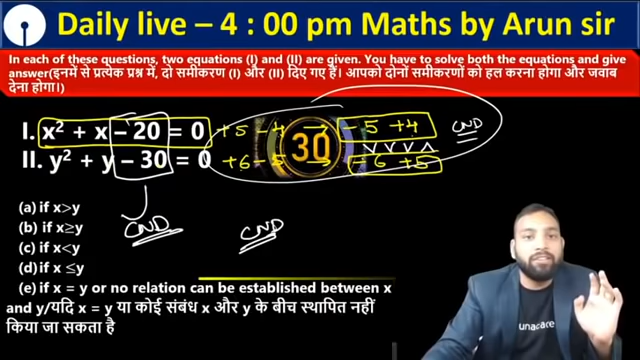 Daily live – 4 : 00 pm Maths by Arun sir
In each of these questions, two equations (I) and (II) are given. You have to solve both the equations and give
answer(इनमें से प्रत्येक प्रश्न में, दो समीकरण (I) और (II) दिए गए हैं। आपको दोनों समीकरणों को हल करना होगा और जवाब
देना होगा।)
I. x² + x – 20 = 0 +5 -4 → -5 +4 CND
30
II. y² + y – 30 = 0 +6 -5 → -6 +5
(a) if x>y
(b) if x≥y CND CND
(c) if x<y
(d) if x ≤y
(e) if x = y or no relation can be established between x
and y/यदि x = y या कोई संबंध x और y के बीच स्थापित नहीं
किया जा सकता है
unacare